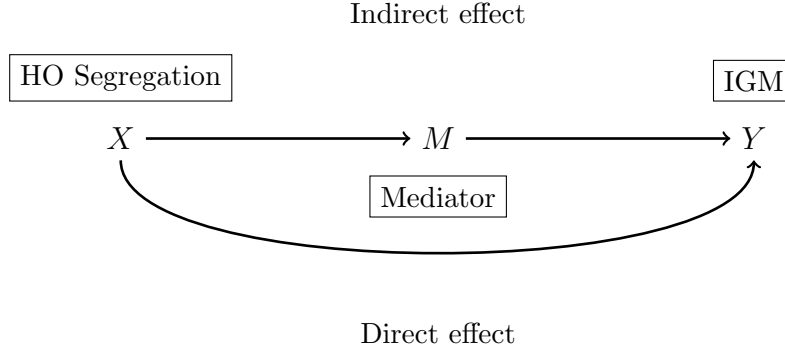 Indirect effect
HO Segregation
IGM
X
M
Y
Mediator
Direct effect